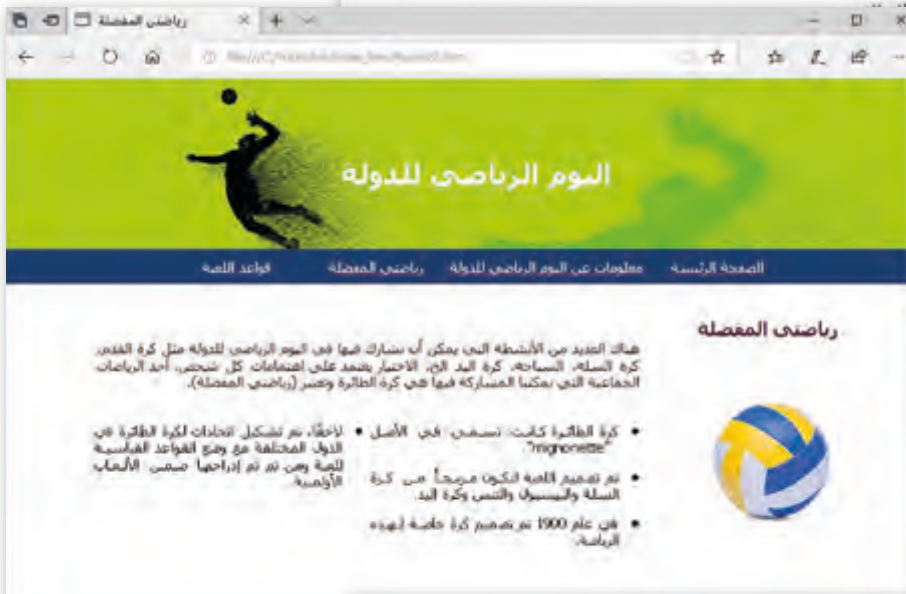 رياضتي المفضلة
اليوم الرياضي للدولة
الصفحة الرئيسية
معلومات عن اليوم الرياضي للدولة
رياضتي المفضلة
قواعد اللعبة
رياضتي المفضلة
هناك العديد من الأنشطة التي يمكن أن نشارك فيها في اليوم الرياضي للدولة مثل كرة القدم,
كرة السلة, السباحة, كرة اليد الخ, الاختيار يعتمد على اهتمامات كل شخص, أحد الرياضات
الجماعية التي يمكننا المشاركة فيها هي كرة الطائرة وتعتبر (رياضتي المفضلة).
• كرة الطائرة كانت تسمى في الأصل
"mignonette".
• تم تصميم اللعبة لتكون مزيجاً من كرة
السلة والبيسبول والتنس وكرة اليد.
• في عام 1900 تم تصميم كرة خاصة لهذه
الرياضة.
• لاحقًا، تم تشكيل اتحادات لكرة الطائرة في
الدول المختلفة مع وضع القواعد القياسية
للعبة ومن ثم تم إدراجها ضمن الألعاب
الأولمبية.